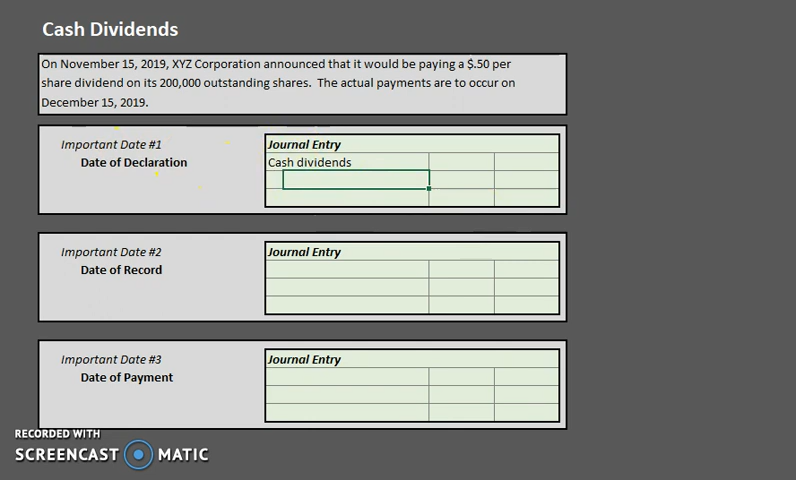 Cash Dividends
On November 15, 2019, XYZ Corporation announced that it would be paying a $.50 per
share dividend on its 200,000 outstanding shares.  The actual payments are to occur on
December 15, 2019.
Important Date #1
Journal Entry
Date of Declaration
Cash dividends
Important Date #2
Journal Entry
Date of Record
Important Date #3
Journal Entry
Date of Payment
RECORDED WITH
SCREENCAST MATIC